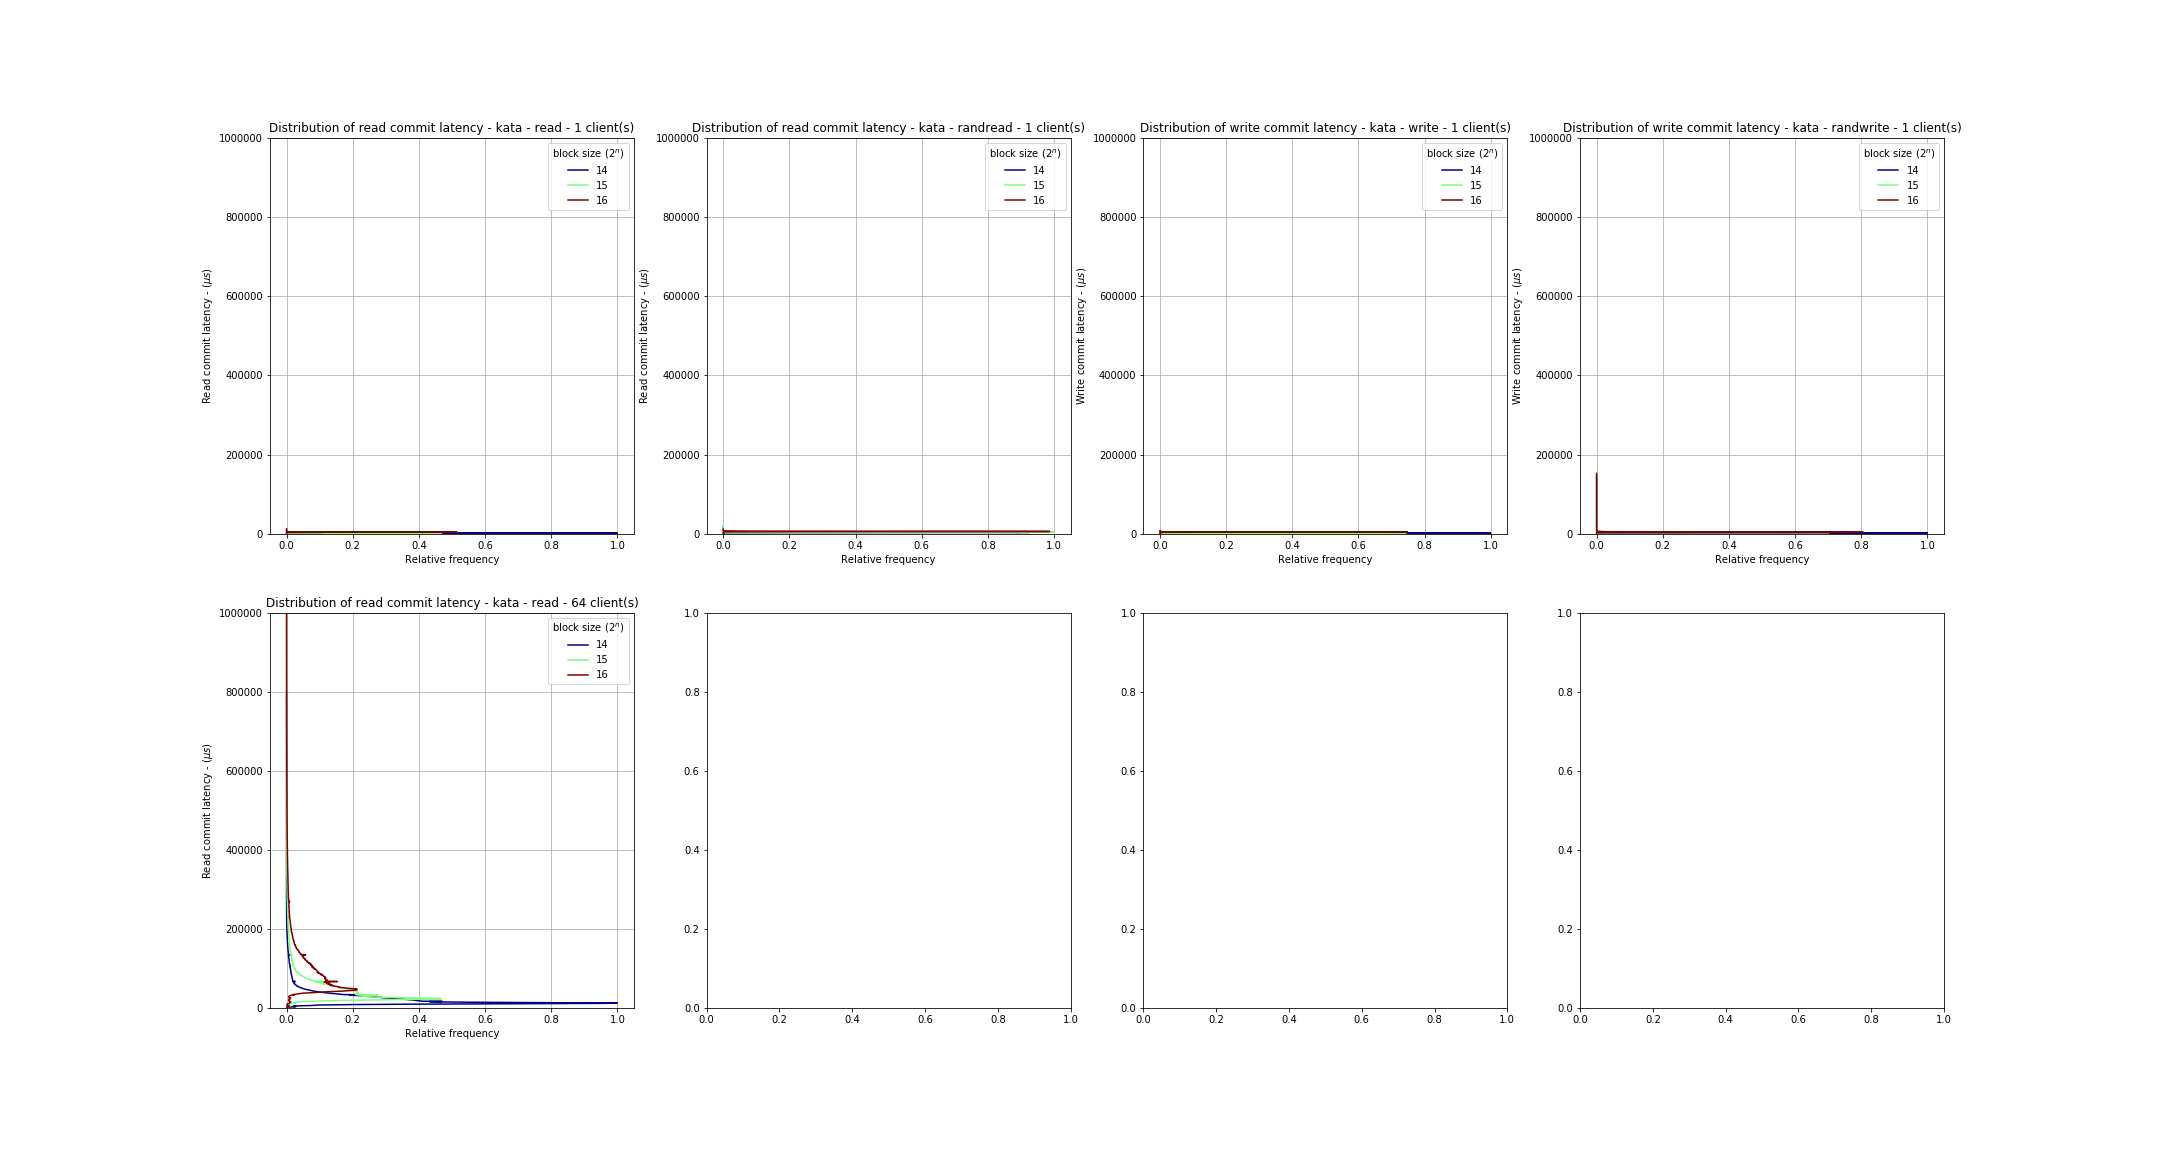 Distribution of read commit latency - kata - read - 1 client(s)
1000000
800000
600000
400000
200000
0
Read commit latency - (μs)
block size (2ⁿ)
14
15
16
0.0 0.2 0.4 0.6 0.8 1.0
Relative frequency
Distribution of read commit latency - kata - randread - 1 client(s)
1000000
800000
600000
400000
200000
0
Read commit latency - (μs)
block size (2ⁿ)
14
15
16
0.0 0.2 0.4 0.6 0.8 1.0
Relative frequency
Distribution of write commit latency - kata - write - 1 client(s)
1000000
800000
600000
400000
200000
0
Write commit latency - (μs)
block size (2ⁿ)
14
15
16
0.0 0.2 0.4 0.6 0.8 1.0
Relative frequency
Distribution of write commit latency - kata - randwrite - 1 client(s)
1000000
800000
600000
400000
200000
0
Write commit latency - (μs)
block size (2ⁿ)
14
15
16
0.0 0.2 0.4 0.6 0.8 1.0
Relative frequency
Distribution of read commit latency - kata - read - 64 client(s)
1000000
800000
600000
400000
200000
0
Read commit latency - (μs)
block size (2ⁿ)
14
15
16
0.0 0.2 0.4 0.6 0.8 1.0
Relative frequency
1.0
0.8
0.6
0.4
0.2
0.0
0.0 0.2 0.4 0.6 0.8 1.0
1.0
0.8
0.6
0.4
0.2
0.0
0.0 0.2 0.4 0.6 0.8 1.0
1.0
0.8
0.6
0.4
0.2
0.0
0.0 0.2 0.4 0.6 0.8 1.0